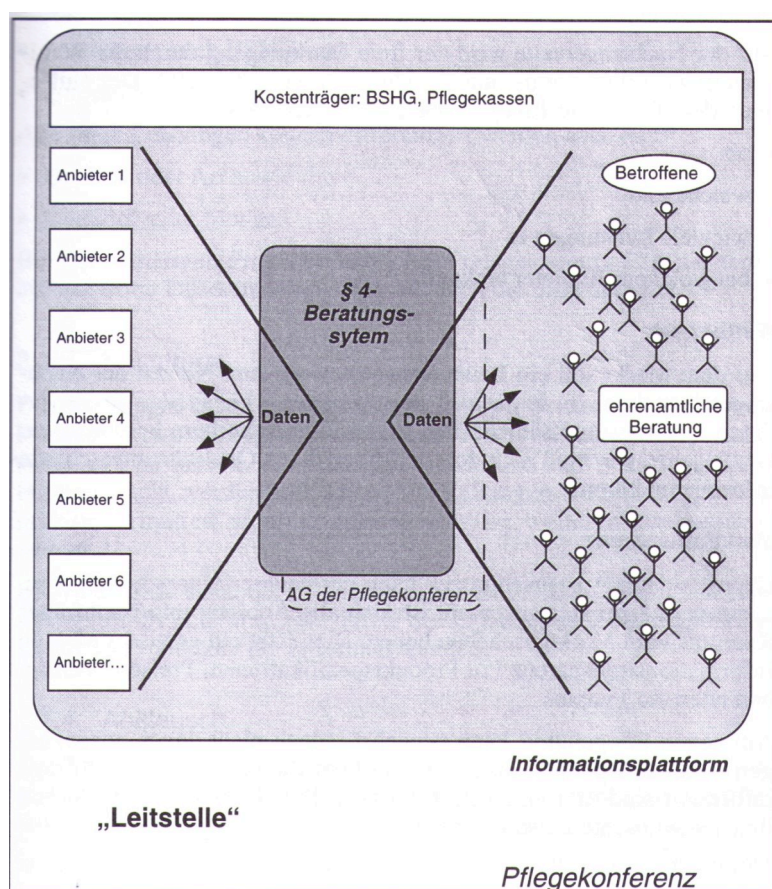 Kostenträger: BSHG, Pflegekassen
Anbieter 1
Anbieter 2
Anbieter 3
Anbieter 4
Anbieter 5
Anbieter 6
Anbieter...
§ 4-
Beratungs-
sytem
Daten
Daten
AG der Pflegekonferenz
Betroffene
ehrenamtliche
Beratung
Informationsplattform
„Leitstelle“
Pflegekonferenz